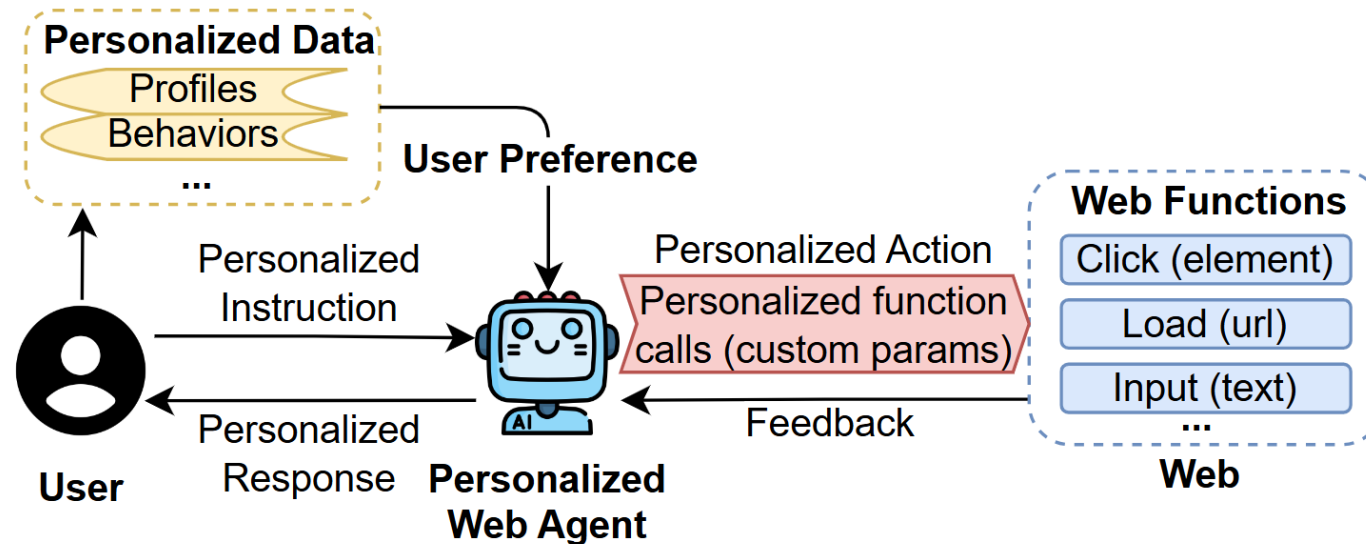 Personalized Data
Profiles
Behaviors
...
User Preference
Personalized
Instruction
Personalized Action
Personalized function
calls (custom params)
Web Functions
Click (element)
Load (url)
Input (text)
...
Web
Feedback
Personalized
Response
User
AI
Personalized
Web Agent